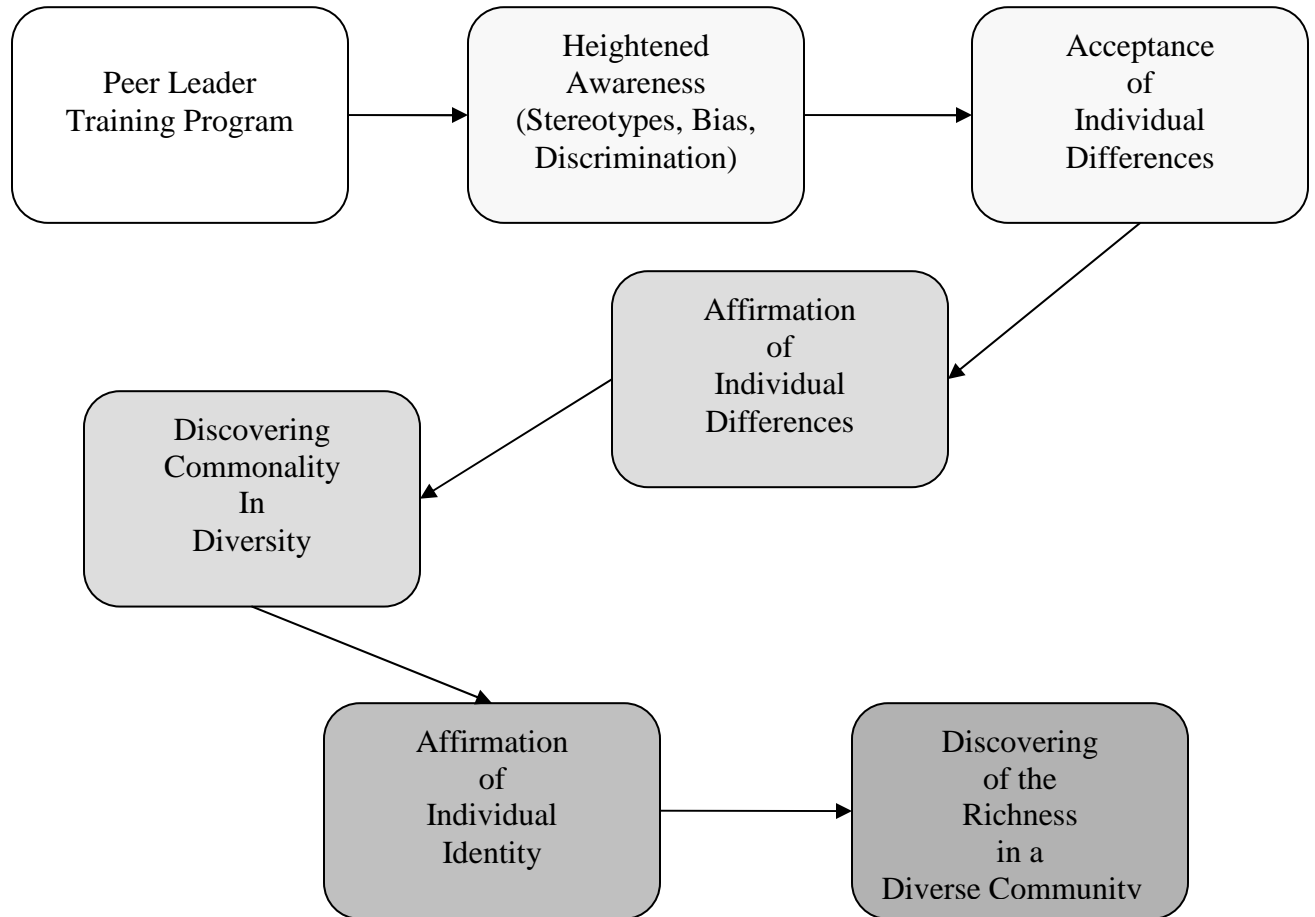 Peer Leader
Training Program
Heightened
Awareness
(Stereotypes, Bias,
Discrimination)
Acceptance
of
Individual
Differences
Affirmation
of
Individual
Differences
Discovering
Commonality
In
Diversity
Affirmation
of
Individual
Identity
Discovering
of the
Richness
in a
Diverse Community